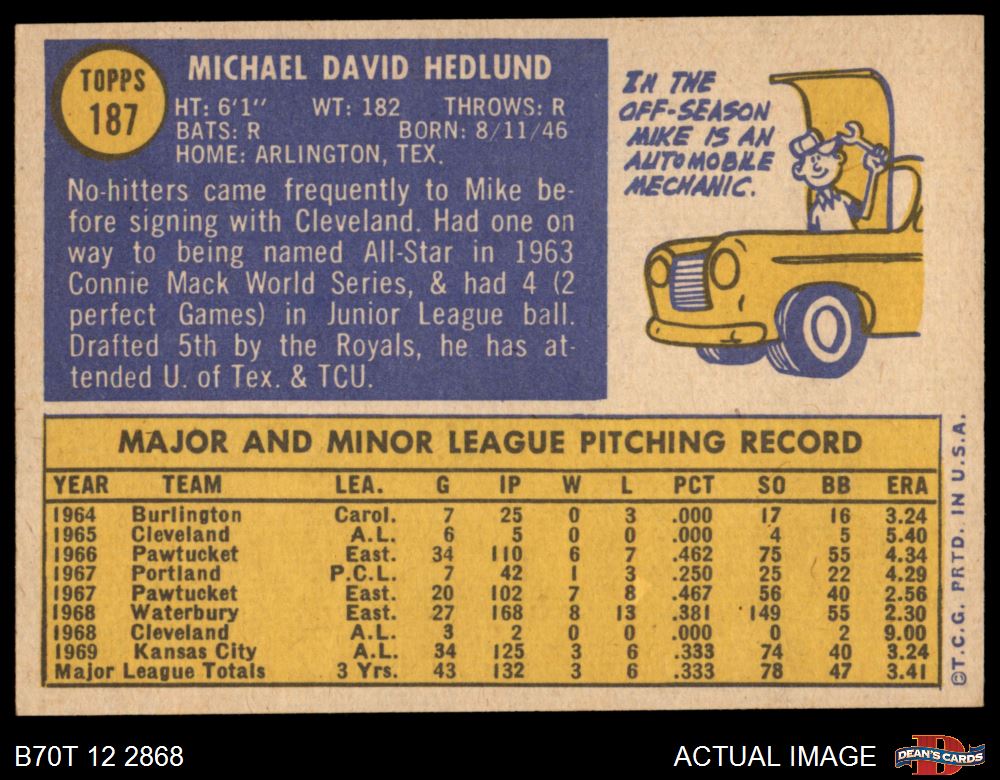 TOPPS
187
MICHAEL DAVID HEDLUND
HT: 6'1" WT: 182 THROWS: R
BATS: R BORN: 8/11/46
HOME: ARLINGTON, TEX.
No-hitters came frequently to Mike be-
fore signing with Cleveland. Had one on
way to being named All-Star in 1963
Connie Mack World Series, & had 4 (2
perfect Games) in Junior League ball.
Drafted 5th by the Royals, he has at-
tended U. of Tex. & TCU.
IN THE
OFF-SEASON
MIKE IS AN
AUTOMOBILE
MECHANIC.
MAJOR AND MINOR LEAGUE PITCHING RECORD
YEAR TEAM LEA. G IP W L PCT SO BB ERA
1964 Burlington Carol. 7 25 0 3 .000 17 16 3.24
1965 Cleveland A.L. 6 5 0 0 .000 4 5 5.40
1966 Pawtucket East. 34 110 6 7 .462 75 55 4.34
1967 Portland P.C.L. 7 42 1 3 .250 25 22 4.29
1967 Pawtucket East. 20 102 7 8 .467 56 40 2.56
1968 Waterbury East. 27 168 8 13 .381 149 55 2.30
1968 Cleveland A.L. 3 2 0 0 .000 0 2 9.00
1969 Kansas City A.L. 34 125 3 6 .333 74 40 3.24
Major League Totals 3 Yrs. 43 132 3 6 .333 78 47 3.41
©T.C.G. PRTD. IN U.S.A.
B70T 12 2868
ACTUAL IMAGE
DEAN'S CARDS